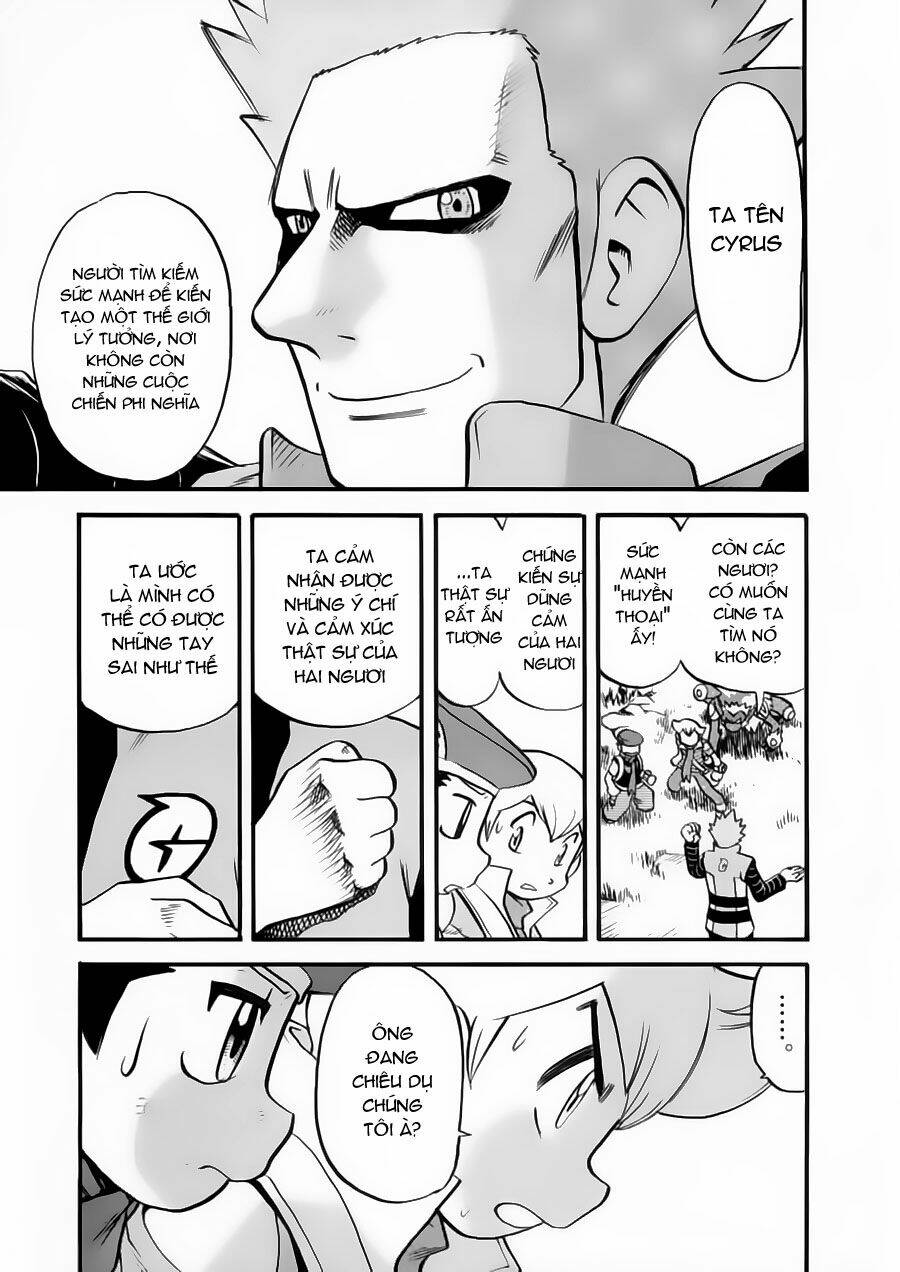 TA TÊN
CYRUS
NGƯỜI TÌM KIẾM
SỨC MẠNH ĐỂ KIẾN
TẠO MỘT THẾ GIỚI
LÝ TƯỞNG, NƠI
KHÔNG CÒN
NHỮNG CUỘC
CHIẾN PHI NGHĨA
CÒN CÁC
NGƯƠI?
CÓ MUỐN
CÙNG TA
TÌM NÓ
KHÔNG?
SỨC
MẠNH
"HUYỀN
THOẠI"
ẤY!
CHỨNG
KIẾN SỰ
DŨNG
CẢM
CỦA HAI
NGƯƠI
...TA
THẬT SỰ
RẤT ẤN
TƯỢNG
TA CẢM
NHẬN ĐƯỢC
NHỮNG Ý CHÍ
VÀ CẢM XÚC
THẬT SỰ CỦA
HAI NGƯƠI
TA ƯỚC
LÀ MÌNH CÓ
THỂ CÓ ĐƯỢC
NHỮNG TAY
SAI NHƯ THẾ
.......
ÔNG
ĐANG
CHIÊU DỤ
CHÚNG
TÔI À?